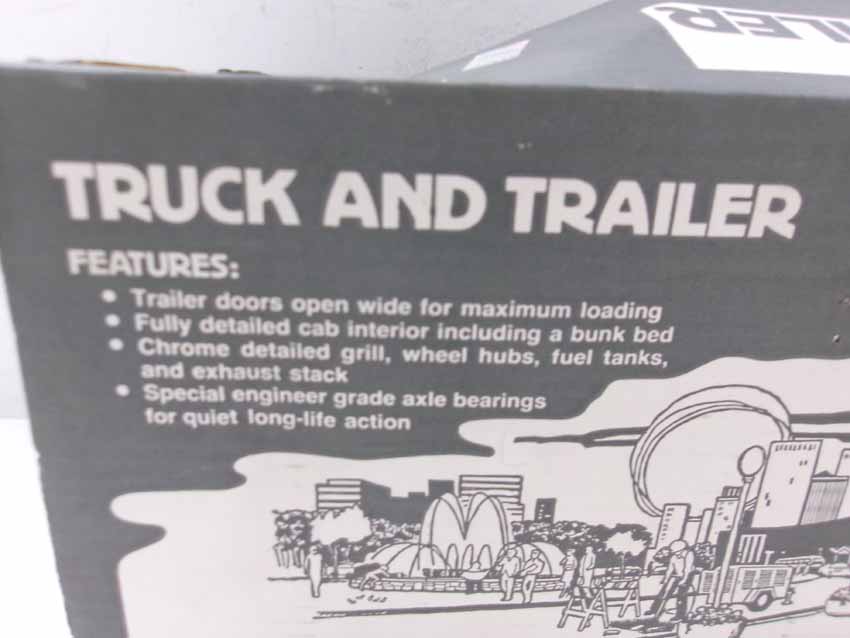 TRUCK AND TRAILER
FEATURES:
• Trailer doors open wide for maximum loading
• Fully detailed cab interior including a bunk bed
• Chrome detailed grill, wheel hubs, fuel tanks,
and exhaust stack
• Special engineer grade axle bearings
for quiet long-life action